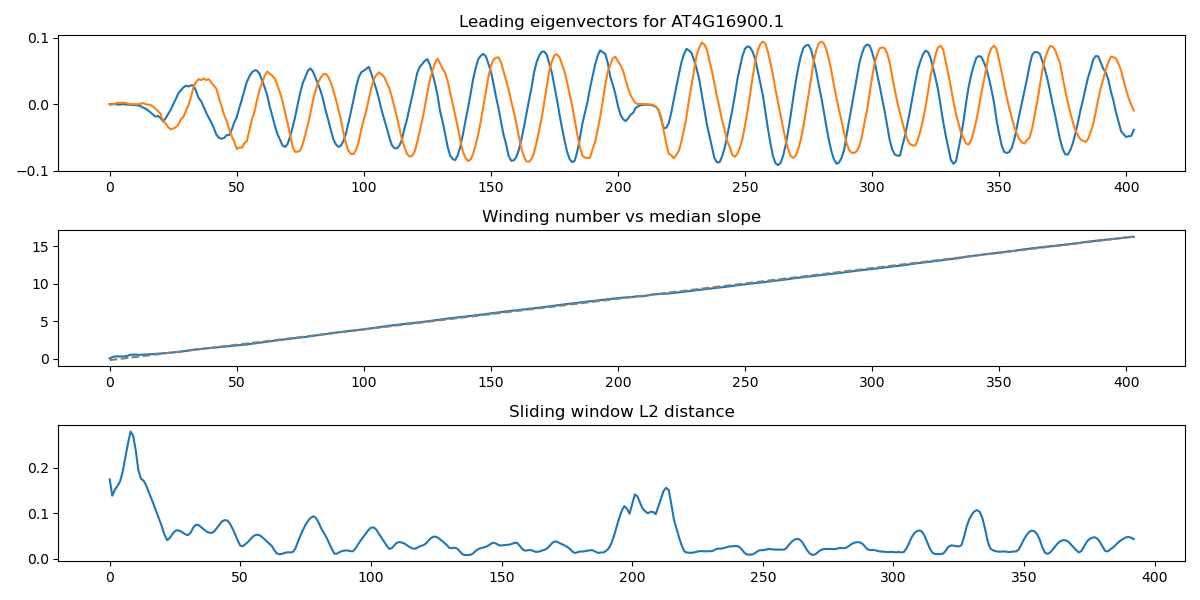 Leading eigenvectors for AT4G16900.1
0.1
0.0
−0.1
0 50 100 150 200 250 300 350 400
Winding number vs median slope
15
10
5
0
0 50 100 150 200 250 300 350 400
Sliding window L2 distance
0.2
0.1
0.0
0 50 100 150 200 250 300 350 400